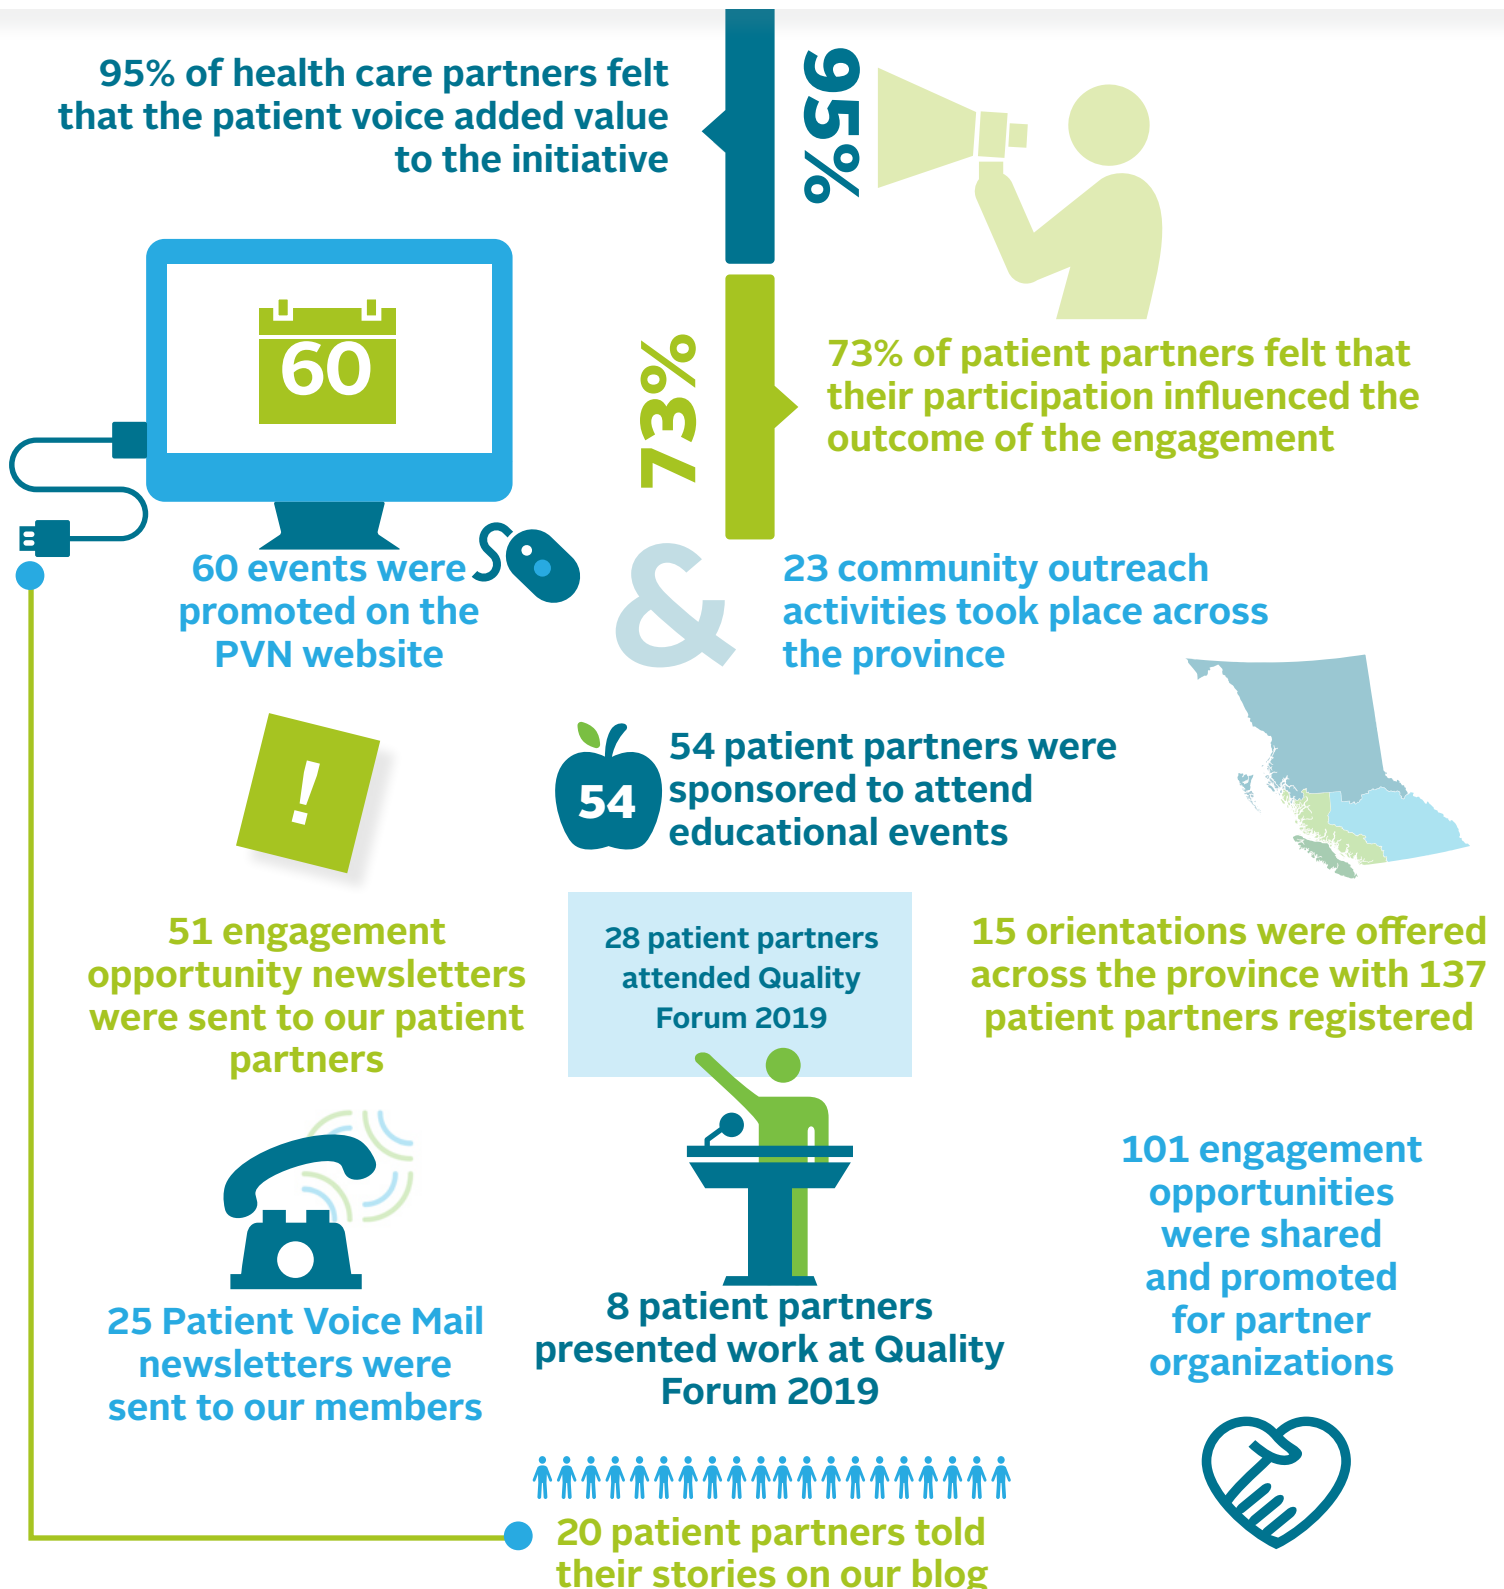 95% of health care partners felt
that the patient voice added value
to the initiative
95%
60
73%
73% of patient partners felt that
their participation influenced the
outcome of the engagement
60 events were
promoted on the
PVN website
&
23 community outreach
activities took place across
the province
!
54
54 patient partners were
sponsored to attend
educational events
51 engagement
opportunity newsletters
were sent to our patient
partners
28 patient partners
attended Quality
Forum 2019
15 orientations were offered
across the province with 137
patient partners registered
25 Patient Voice Mail
newsletters were
sent to our members
8 patient partners
presented work at Quality
Forum 2019
101 engagement
opportunities
were shared
and promoted
for partner
organizations
20 patient partners told
their stories on our blog